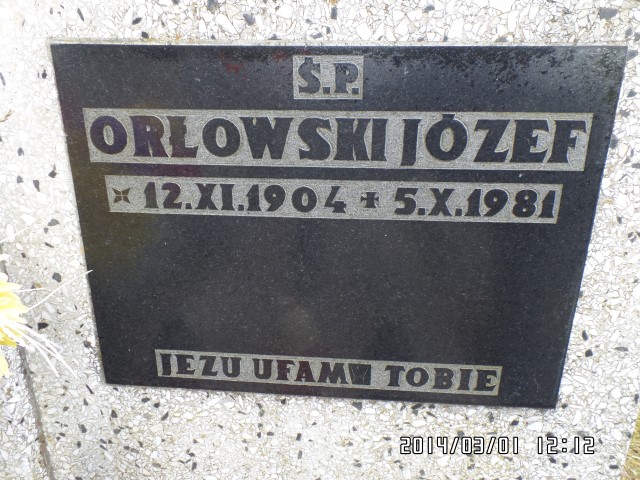 Ś.P.
ORŁOWSKI JÓZEF
12.XI.1904 + 5.X.1981
JEZU UFAM W TOBIE
2014/03/01 12:12